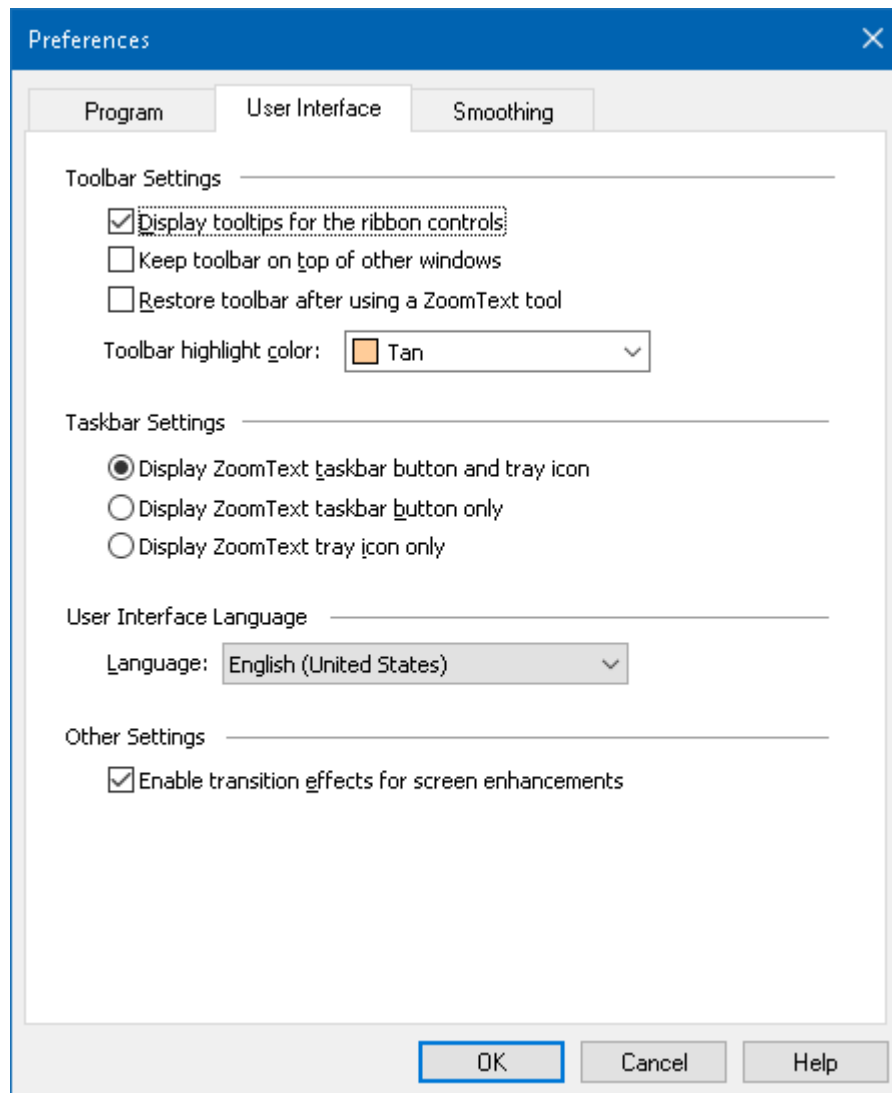 Preferences
Program User Interface Smoothing
Toolbar Settings
Display tooltips for the ribbon controls
Keep toolbar on top of other windows
Restore toolbar after using a ZoomText tool
Toolbar highlight color: Tan
Taskbar Settings
Display ZoomText taskbar button and tray icon
Display ZoomText taskbar button only
Display ZoomText tray icon only
User Interface Language
Language: English (United States)
Other Settings
Enable transition effects for screen enhancements
OK Cancel Help